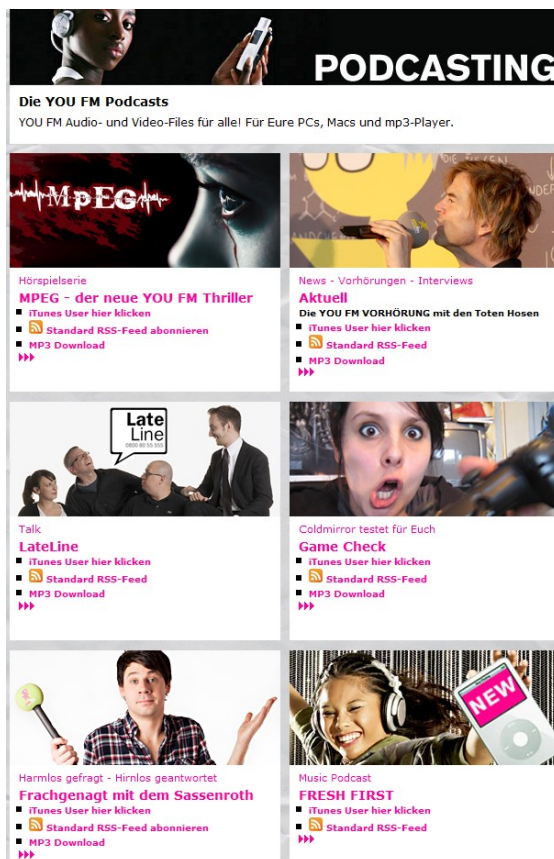 PODCASTING
Die YOU FM Podcasts
YOU FM Audio- und Video-Files für alle! Für Eure PCs, Macs und mp3-Player.
MPEG
Hörspielserie
MPEG - der neue YOU FM Thriller
iTunes User hier klicken
Standard RSS-Feed abonnieren
MP3 Download
News - Vorhörungen - Interviews
Aktuell
Die YOU FM VORHÖRUNG mit den Toten Hosen
iTunes User hier klicken
Standard RSS-Feed
MP3 Download
Late
Line
0800 80 55 555
Talk
LateLine
iTunes User hier klicken
Standard RSS-Feed
MP3 Download
Coldmirror testet für Euch
Game Check
iTunes User hier klicken
Standard RSS-Feed
MP3 Download
Harmlos gefragt - Hirnlos geantwortet
Frachgenagt mit dem Sassenroth
iTunes User hier klicken
Standard RSS-Feed abonnieren
MP3 Download
NEW
Music Podcast
FRESH FIRST
iTunes User hier klicken
Standard RSS-Feed